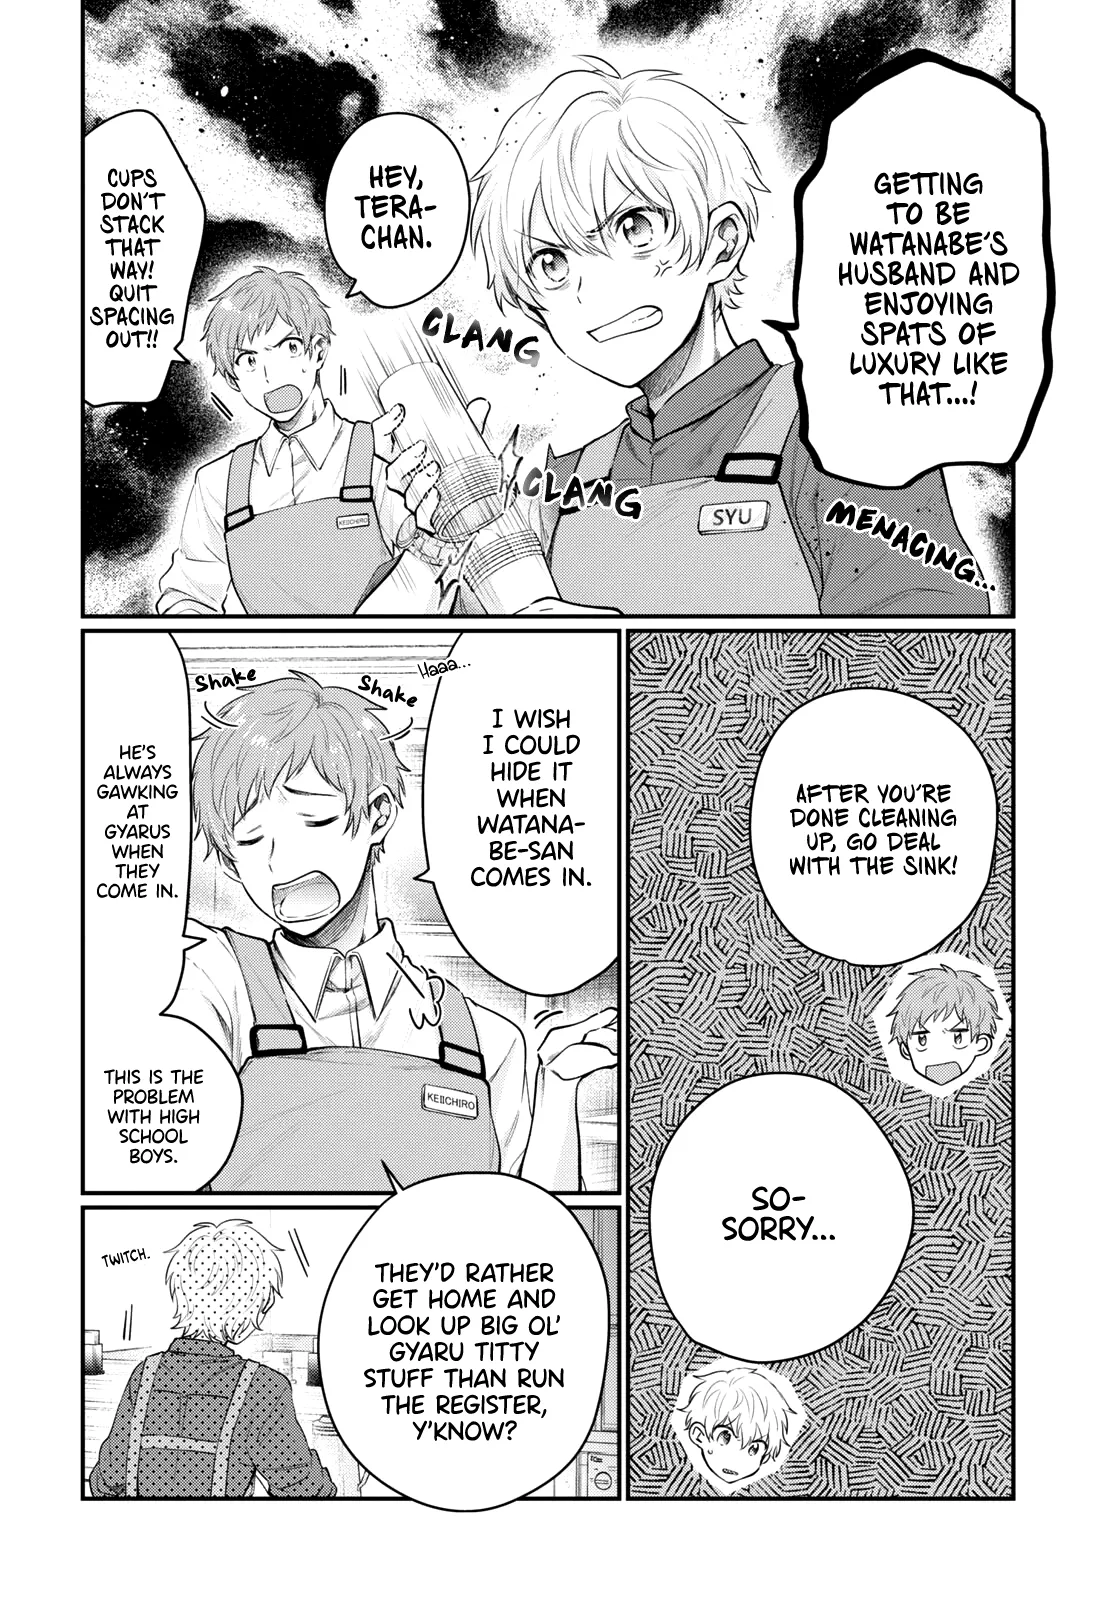 GETTING
TO BE
WATANABE'S
HUSBAND AND
ENJOYING
SPATS OF
LUXURY LIKE
THAT...!
HEY,
TERA-
CHAN.
CUPS
DON'T
STACK
THAT
WAY!
QUIT
SPACING
OUT!!
CLANG
CLANG
KEIICHIRO
SYU
MENACING...
AFTER YOU'RE
DONE CLEANING
UP, GO DEAL
WITH THE SINK!
SO-
SORRY...
Haaa...
Shake
Shake
I WISH
I COULD
HIDE IT
WHEN
WATANA-
BE-SAN
COMES IN.
HE'S
ALWAYS
GAWKING
AT
GYARUS
WHEN
THEY
COME IN.
KEIICHIRO
THIS IS THE
PROBLEM
WITH HIGH
SCHOOL
BOYS.
TWITCH.
THEY'D RATHER
GET HOME AND
LOOK UP BIG OL'
GYARU TITTY
STUFF THAN RUN
THE REGISTER,
Y'KNOW?